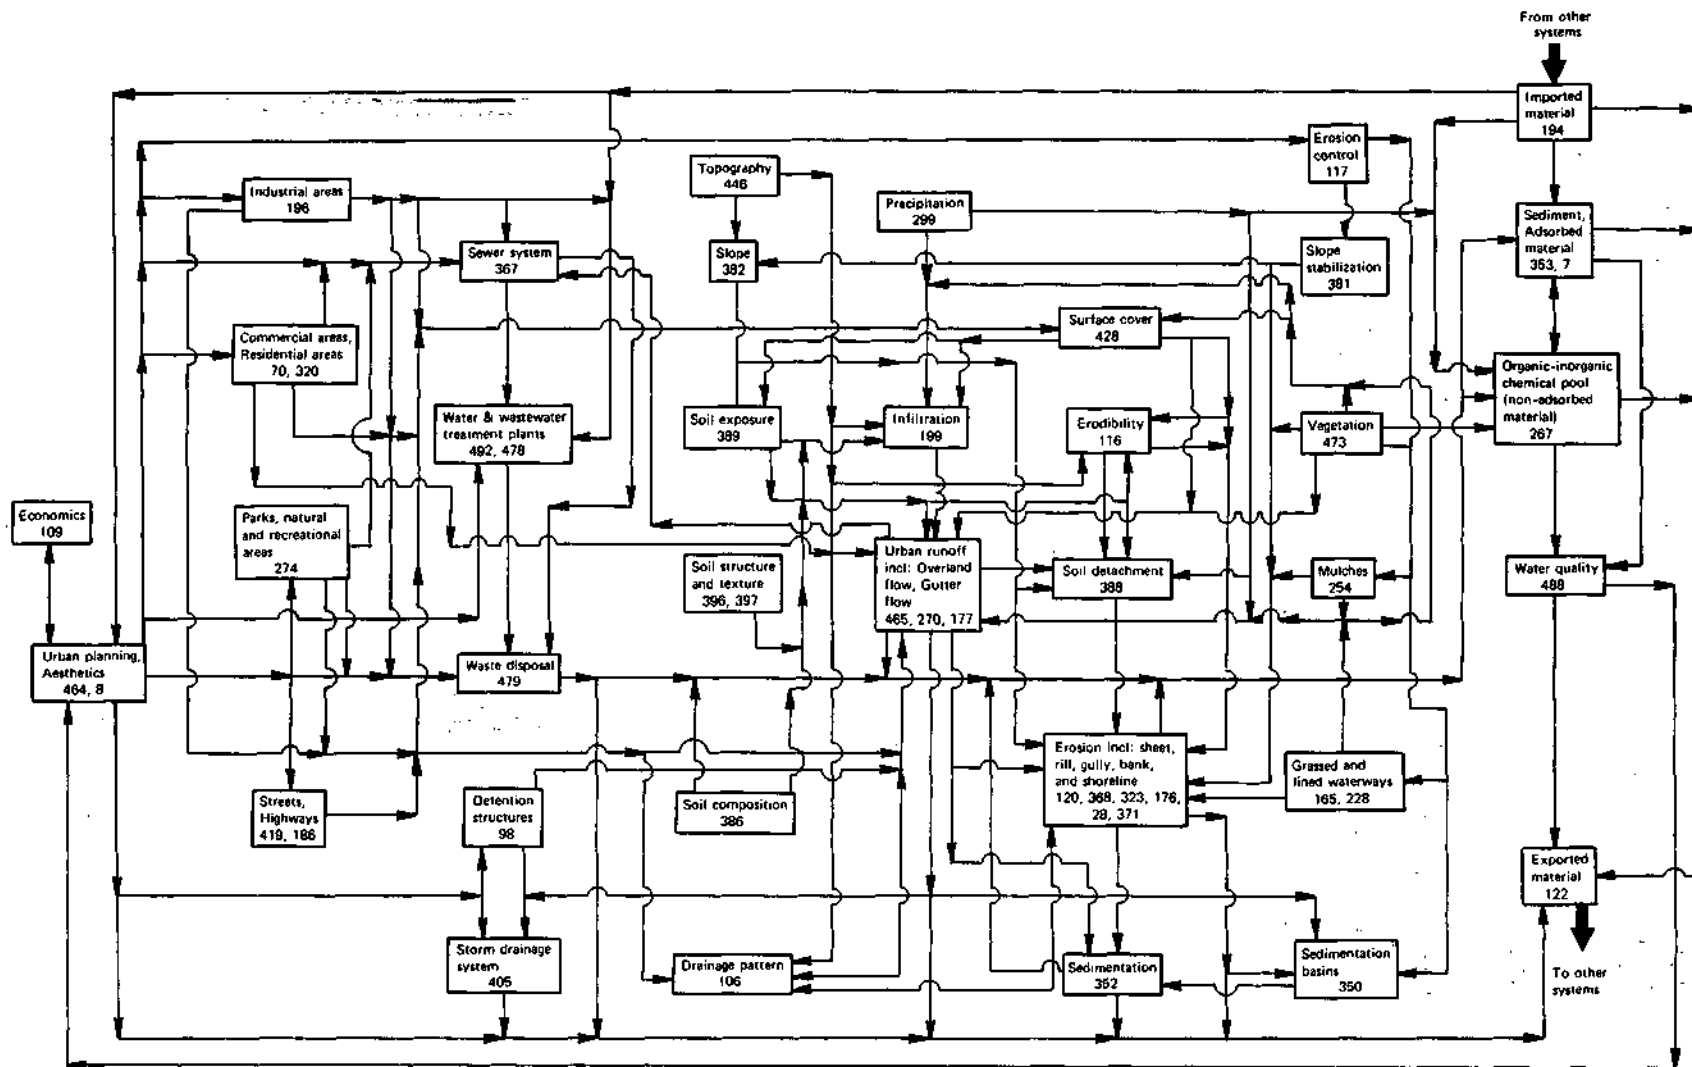 From other
systems
Imported
material
194
Erosion
control
117
Topography
446
Industrial areas
196
Precipitation
299
Sediment,
Adsorbed
material
353, 7
Sewer system
367
Slope
382
Slope
stabilization
381
Surface cover
428
Commercial areas,
Residential areas
70, 320
Organic-inorganic
chemical pool
(non-adsorbed
material)
267
Water & wastewater
treatment plants
492, 478
Soil exposure
389
Infiltration
199
Erodibility
116
Vegetation
473
Economics
109
Parks, natural
and recreational
areas
274
Soil structure
and texture
396, 397
Urban runoff
incl: Overland
flow, Gutter
flow
465, 270, 177
Soil detachment
388
Mulches
254
Water quality
488
Urban planning,
Aesthetics
464, 8
Waste disposal
479
Erosion incl: sheet,
rill, gully, bank,
and shoreline
120, 368, 323, 176,
28, 371
Grassed and
lined waterways
165, 228
Streets,
Highways
419, 186
Detention
structures
98
Soil composition
386
Exported
material
122
Storm drainage
system
405
Drainage pattern
106
Sedimentation
352
Sedimentation
basins
350
To other
systems